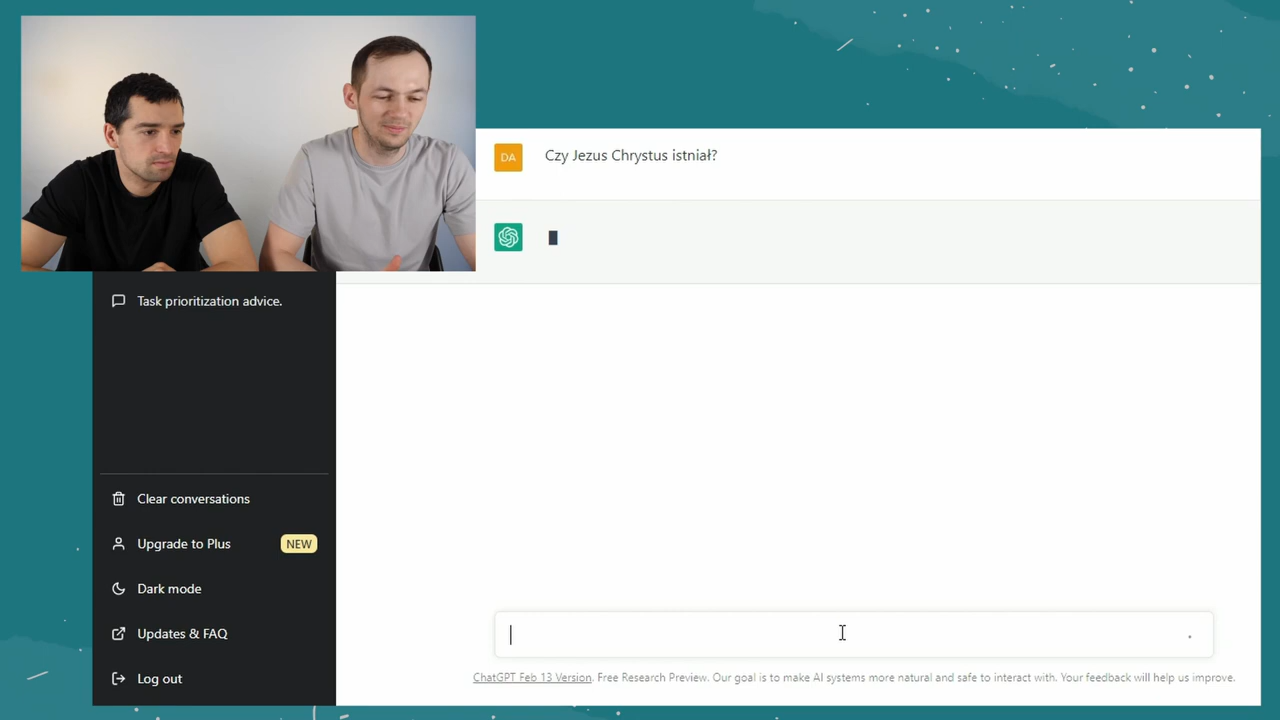 DA
Czy Jezus Chrystus istniał?
Task prioritization advice.
Clear conversations
Upgrade to Plus NEW
Dark mode
Updates & FAQ
Log out
ChatGPT Feb 13 Version. Free Research Preview. Our goal is to make AI systems more natural and safe to interact with. Your feedback will help us improve.